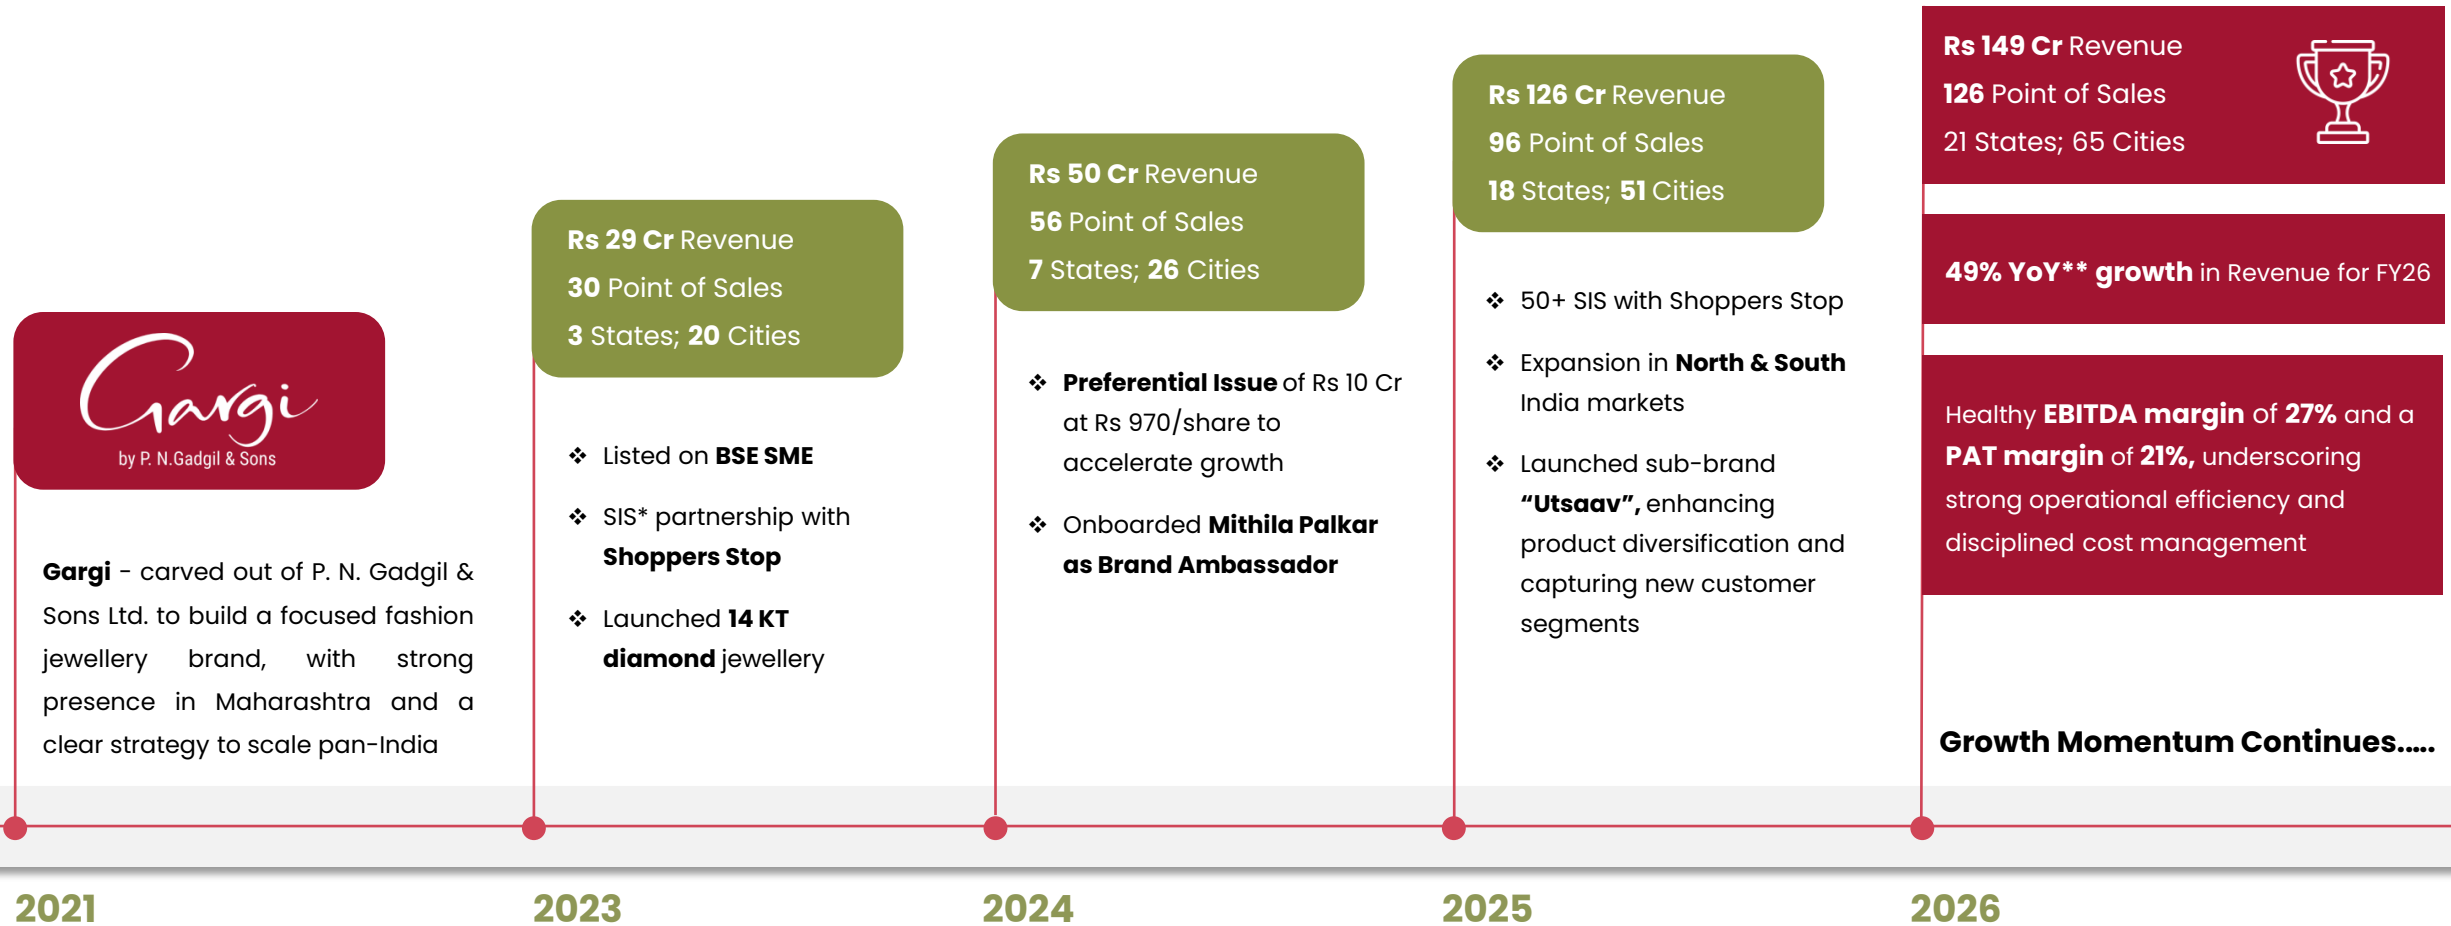 Gargi
by P. N.Gadgil & Sons
Gargi - carved out of P. N. Gadgil &
Sons Ltd. to build a focused fashion
jewellery brand, with strong
presence in Maharashtra and a
clear strategy to scale pan-India
2021
Rs 29 Cr Revenue
30 Point of Sales
3 States; 20 Cities
❖ Listed on BSE SME
❖ SIS* partnership with
Shoppers Stop
❖ Launched 14 KT
diamond jewellery
2023
Rs 50 Cr Revenue
56 Point of Sales
7 States; 26 Cities
❖ Preferential Issue of Rs 10 Cr
at Rs 970/share to
accelerate growth
❖ Onboarded Mithila Palkar
as Brand Ambassador
2024
Rs 126 Cr Revenue
96 Point of Sales
18 States; 51 Cities
❖ 50+ SIS with Shoppers Stop
❖ Expansion in North & South
India markets
❖ Launched sub-brand
“Utsaav”, enhancing
product diversification and
capturing new customer
segments
2025
Rs 149 Cr Revenue
126 Point of Sales
21 States; 65 Cities
49% YoY** growth in Revenue for FY26
Healthy EBITDA margin of 27% and a
PAT margin of 21%, underscoring
strong operational efficiency and
disciplined cost management
Growth Momentum Continues.....
2026